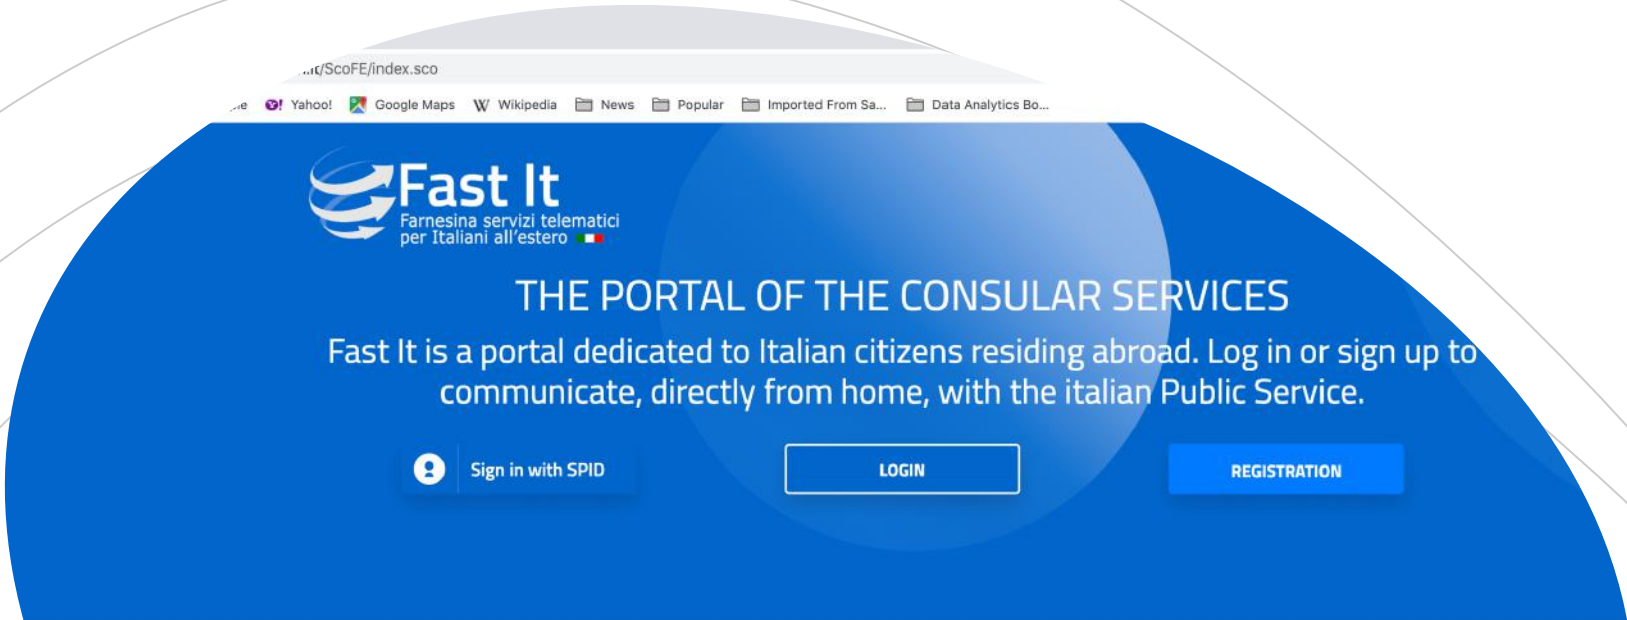 /ScoFE/index.sco
Yahoo! Google Maps W Wikipedia News Popular Imported From Sa... Data Analytics Bo...
Fast It
Farnesina servizi telematici
per Italiani all'estero
THE PORTAL OF THE CONSULAR SERVICES
Fast It is a portal dedicated to Italian citizens residing abroad. Log in or sign up to
communicate, directly from home, with the italian Public Service.
Sign in with SPID LOGIN REGISTRATION